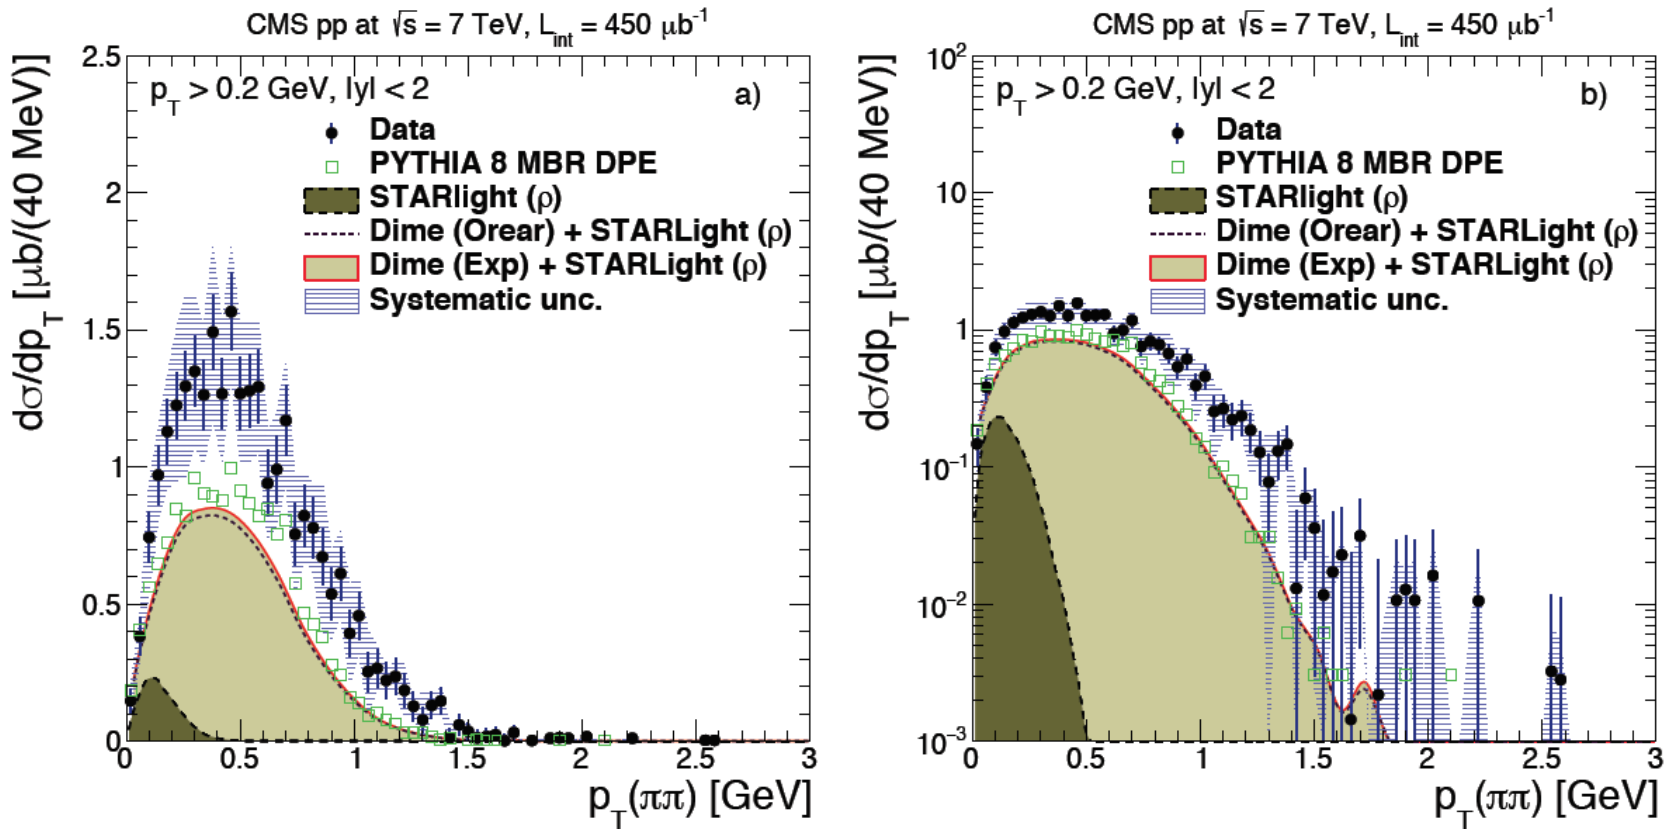 CMS pp at √s = 7 TeV, L_int = 450 μb⁻¹
dσ/dp_T [μb/(40 MeV)]
2.5
2
1.5
1
0.5
0
p_T > 0.2 GeV, |y| < 2
a)
Data
PYTHIA 8 MBR DPE
STARlight (ρ)
Dime (Orear) + STARLight (ρ)
Dime (Exp) + STARLight (ρ)
Systematic unc.
0 0.5 1 1.5 2 2.5 3
p_T(ππ) [GeV]
CMS pp at √s = 7 TeV, L_int = 450 μb⁻¹
dσ/dp_T [μb/(40 MeV)]
10²
10
1
10⁻¹
10⁻²
10⁻³
p_T > 0.2 GeV, |y| < 2
b)
Data
PYTHIA 8 MBR DPE
STARlight (ρ)
Dime (Orear) + STARLight (ρ)
Dime (Exp) + STARLight (ρ)
Systematic unc.
0 0.5 1 1.5 2 2.5 3
p_T(ππ) [GeV]